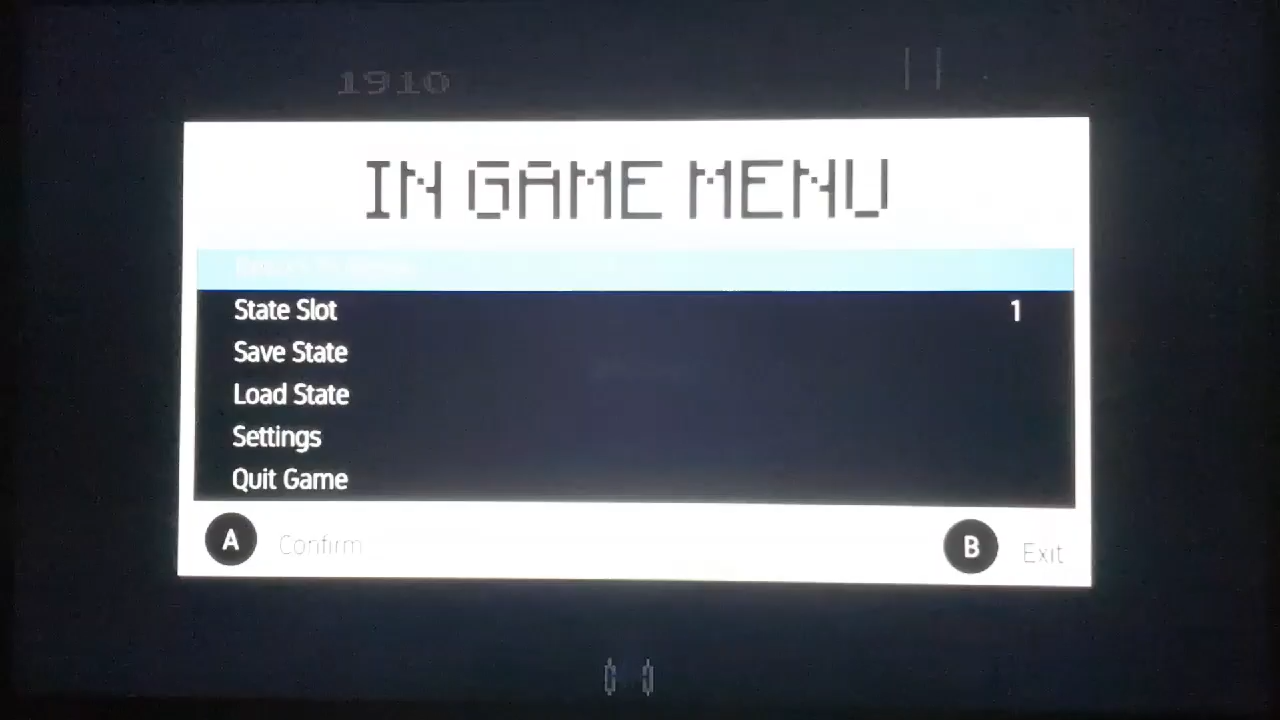 1910
IN GAME MENU
State Slot 1
Save State
Load State
Settings
Quit Game
A Confirm B Exit